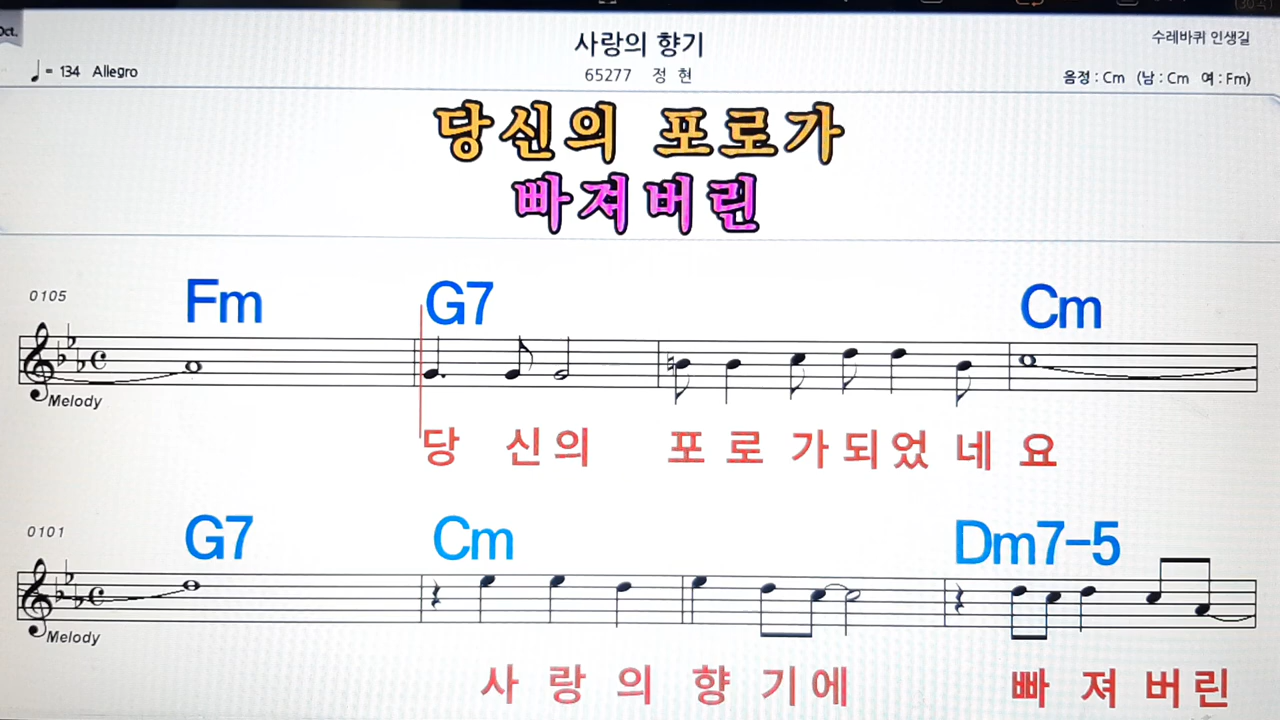 Oct.
사랑의 향기
수레바퀴 인생길
♩= 134 Allegro
65277 정 현
음정 : Cm (남 : Cm 여 : Fm)
당신의 포로가
빠져버린
0105
Fm G7 Cm
Melody
당 신의 포 로 가 되었 네 요
0101
G7 Cm Dm7-5
Melody
사 랑 의 향 기에 빠 져 버 린